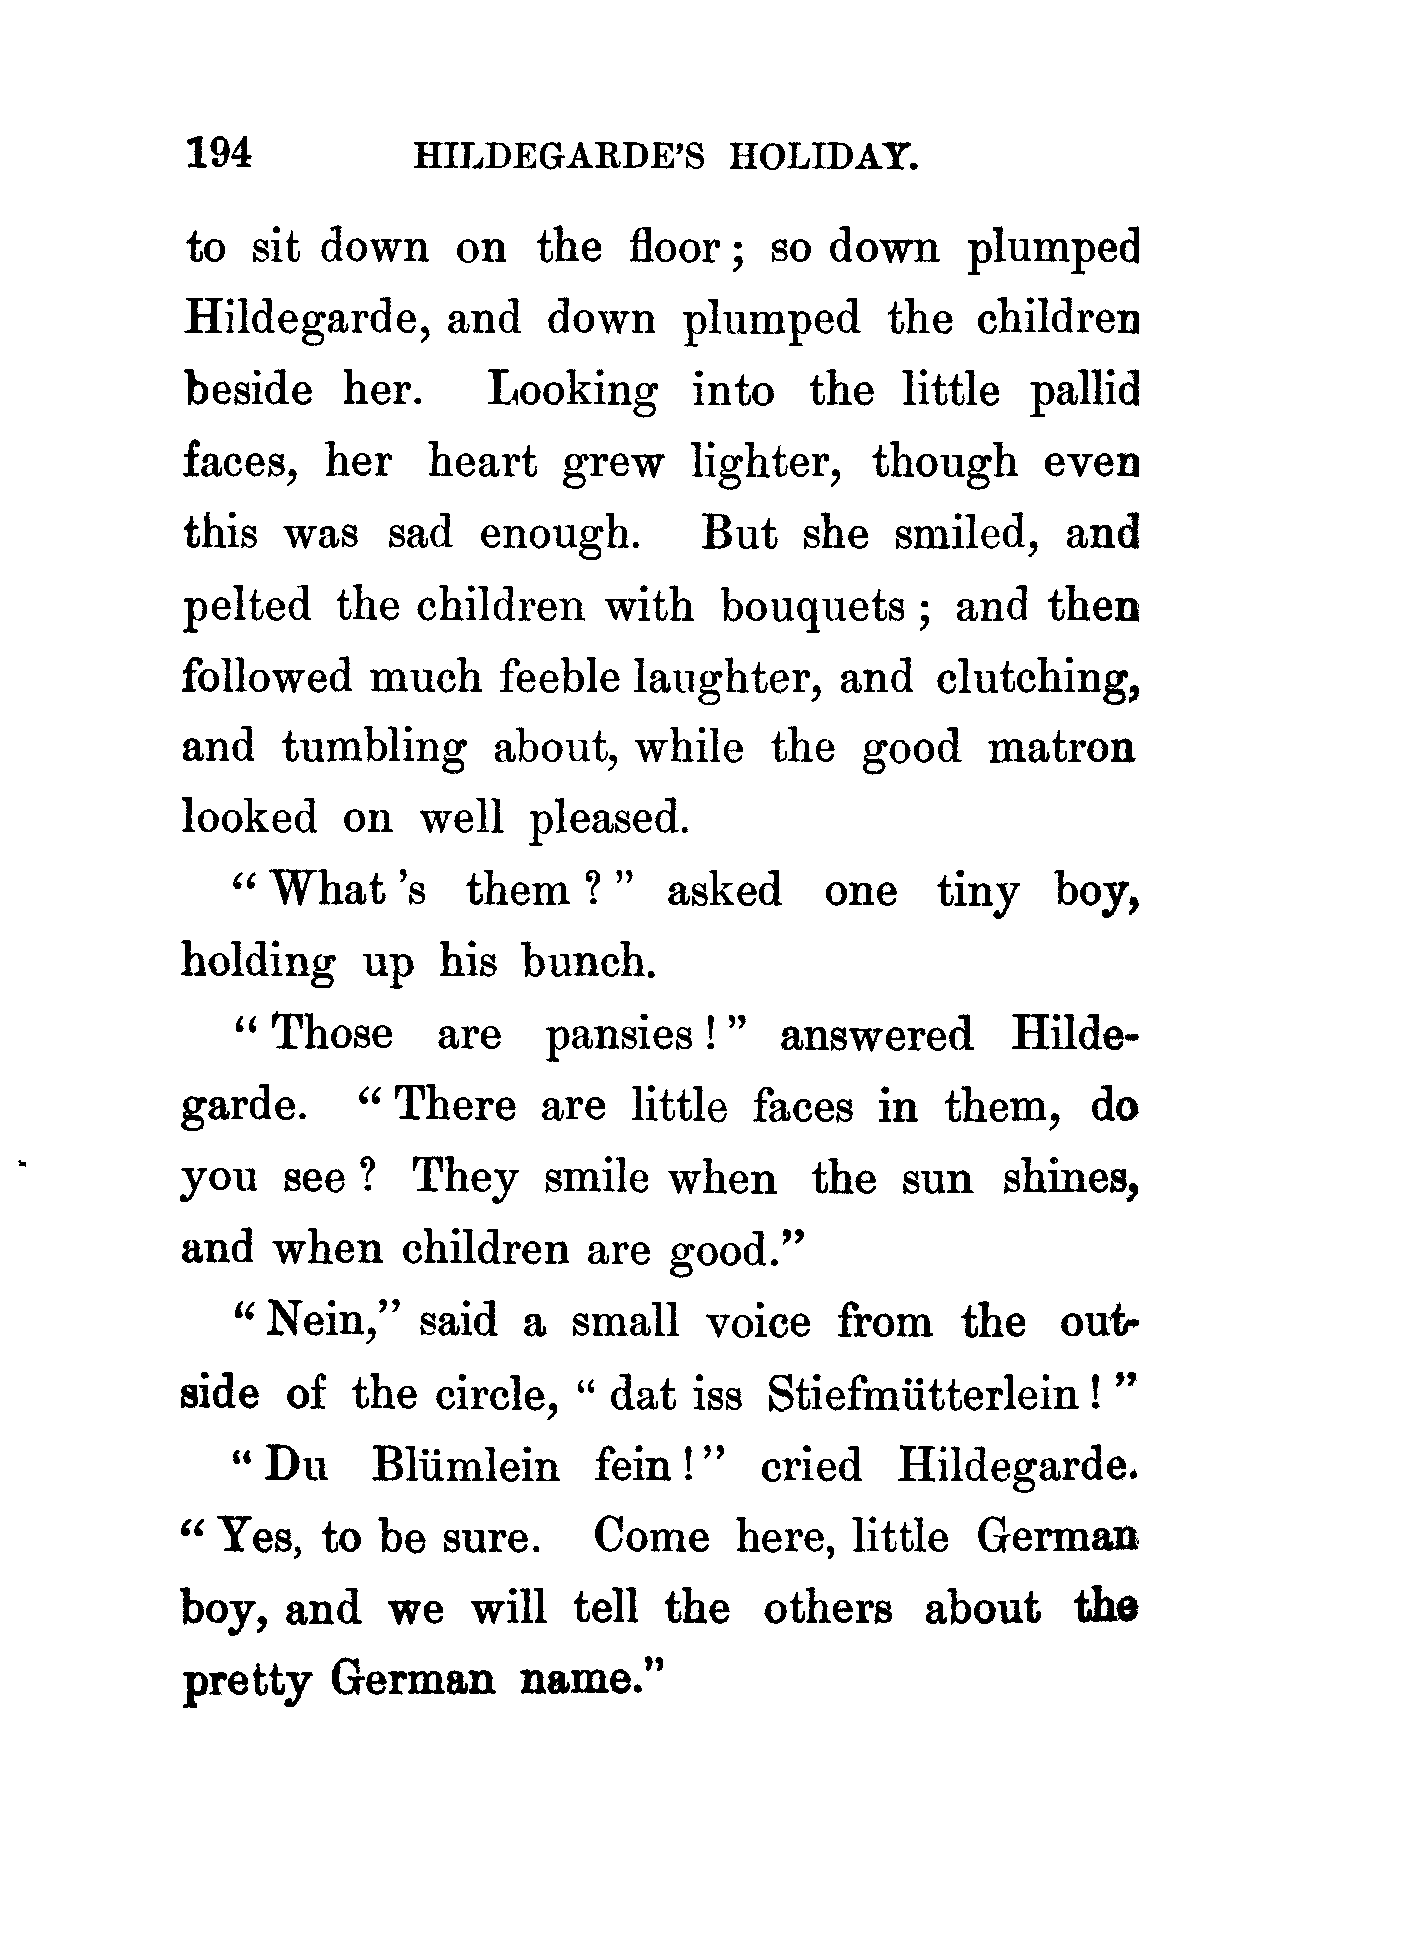 194 HILDEGARDE'S HOLIDAY.
to sit down on the floor; so down plumped
Hildegarde, and down plumped the children
beside her. Looking into the little pallid
faces, her heart grew lighter, though even
this was sad enough. But she smiled, and
pelted the children with bouquets; and then
followed much feeble laughter, and clutching,
and tumbling about, while the good matron
looked on well pleased.
"What's them?" asked one tiny boy,
holding up his bunch.
"Those are pansies!" answered Hilde-
garde. "There are little faces in them, do
you see? They smile when the sun shines,
and when children are good."
"Nein," said a small voice from the out-
side of the circle, "dat iss Stiefmütterlein!"
"Du Blümlein fein!" cried Hildegarde.
"Yes, to be sure. Come here, little German
boy, and we will tell the others about the
pretty German name."